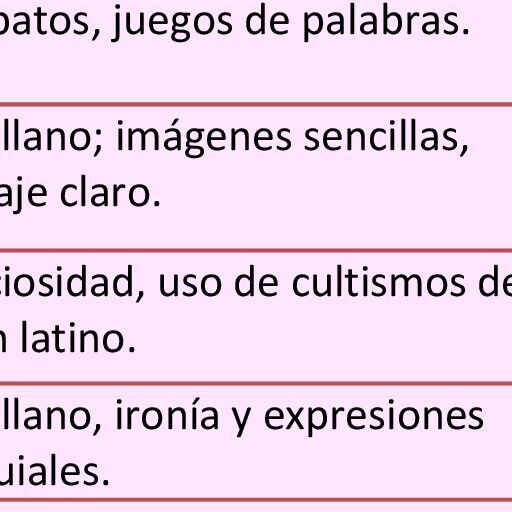 patos, juegos de palabras.
llano; imágenes sencillas,
aje claro.
ciosidad, uso de cultismos de
n latino.
llano, ironía y expresiones
uiales.